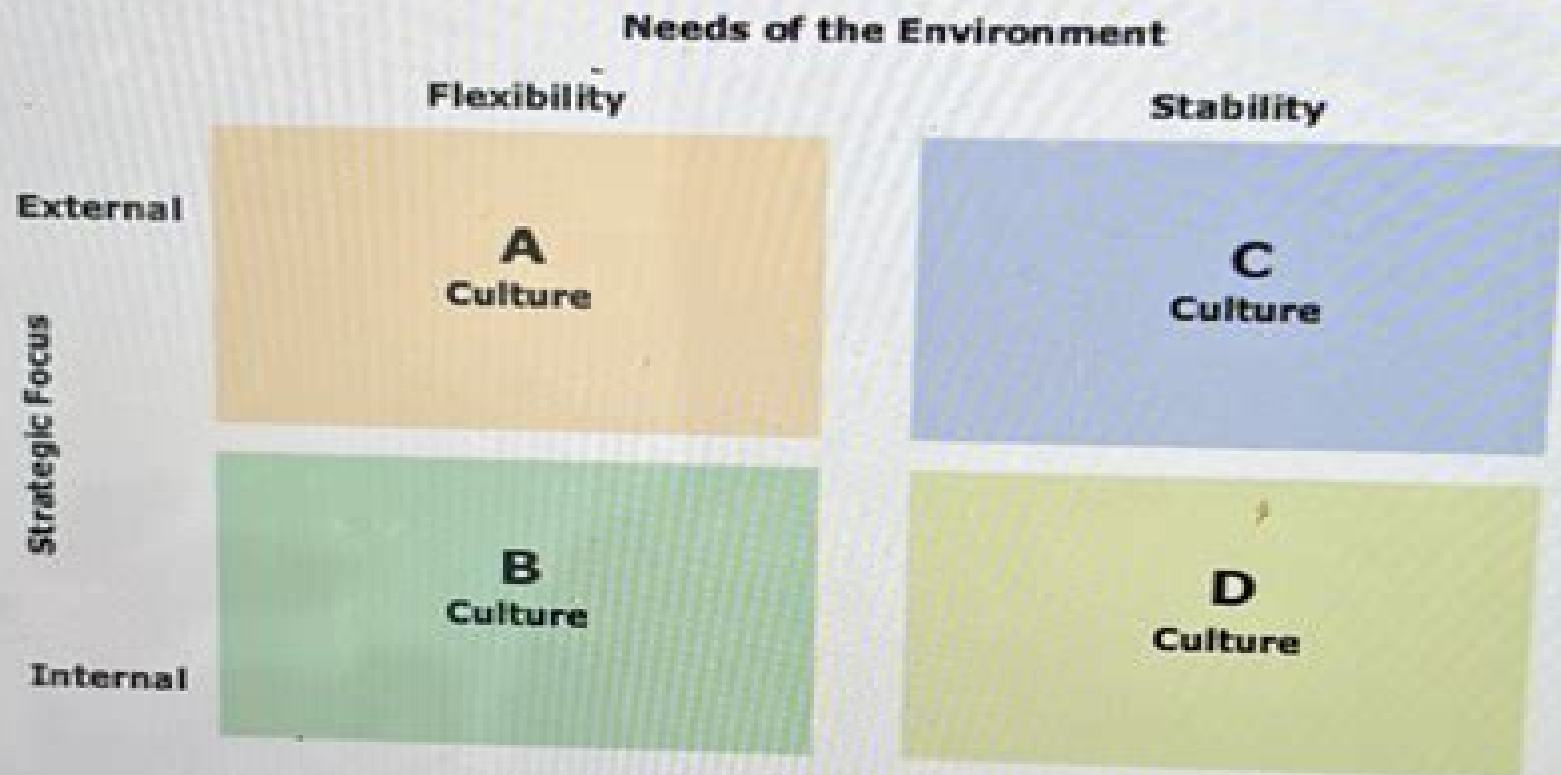 Needs of the Environment
Flexibility
Stability
External
A
Culture
C
Culture
Strategic Focus
B
Culture
D
Culture
Internal